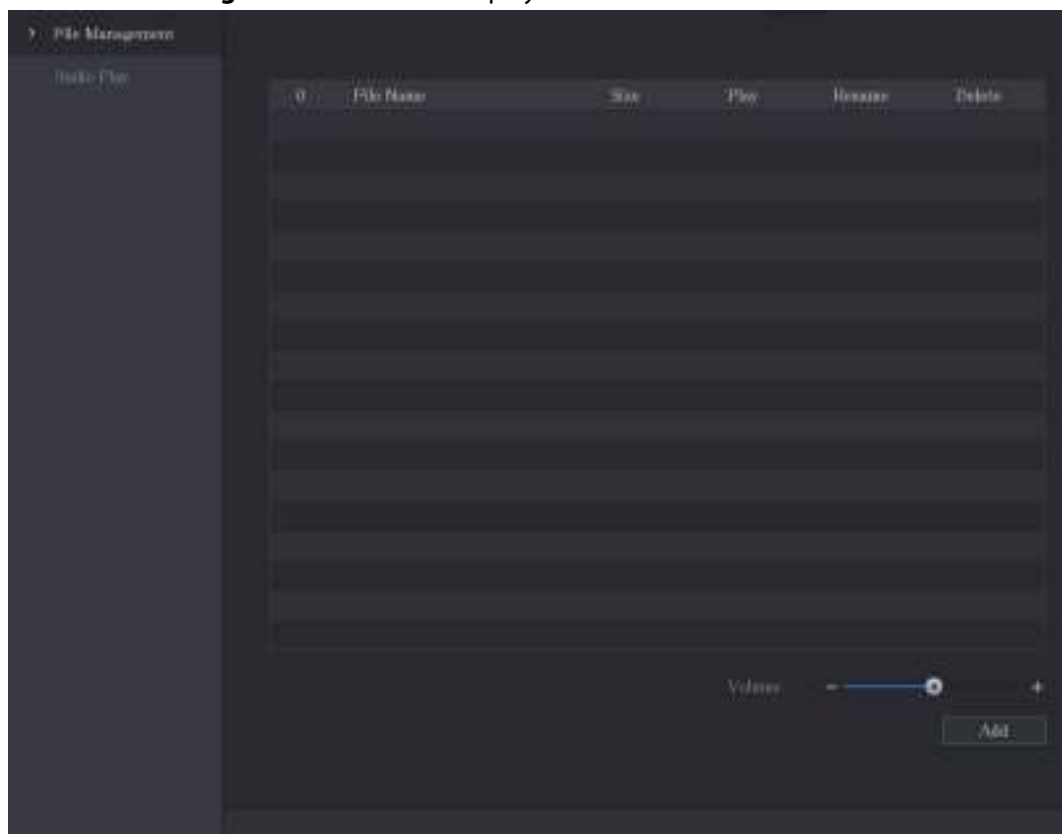 File Management
Audio Play
0 File Name Size Play Rename Delete
Volume - +
Add